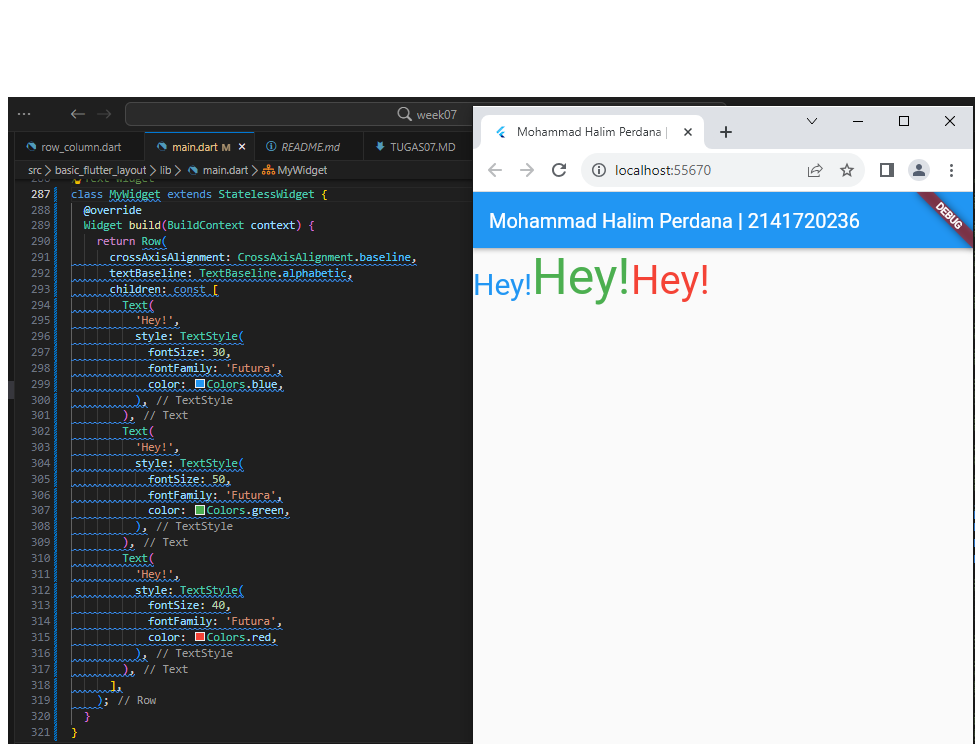 week07
row_column.dart
main.dart M
README.md
TUGAS07.MD
src > basic_flutter_layout > lib > main.dart > MyWidget
287 class MyWidget extends StatelessWidget {
288 @override
289 Widget build(BuildContext context) {
290 return Row(
291 crossAxisAlignment: CrossAxisAlignment.baseline,
292 textBaseline: TextBaseline.alphabetic,
293 children: const [
294 Text(
295 'Hey!',
296 style: TextStyle(
297 fontSize: 30,
298 fontFamily: 'Futura',
299 color: Colors.blue,
300 ), // TextStyle
301 ), // Text
302 Text(
303 'Hey!',
304 style: TextStyle(
305 fontSize: 50,
306 fontFamily: 'Futura',
307 color: Colors.green,
308 ), // TextStyle
309 ), // Text
310 Text(
311 'Hey!',
312 style: TextStyle(
313 fontSize: 40,
314 fontFamily: 'Futura',
315 color: Colors.red,
316 ), // TextStyle
317 ), // Text
318 ],
319 ); // Row
320 }
321 }
Mohammad Halim Perdana |
localhost:55670
Mohammad Halim Perdana | 2141720236
DEBUG
Hey!Hey!Hey!